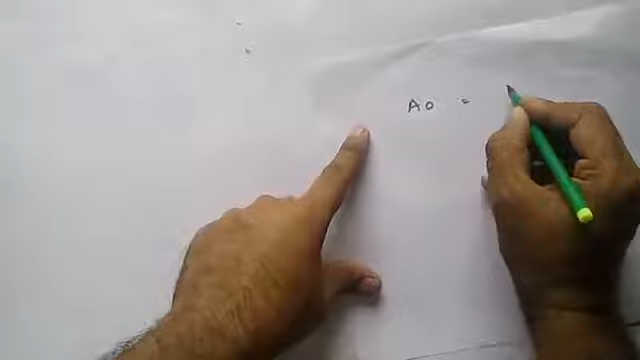 AO =